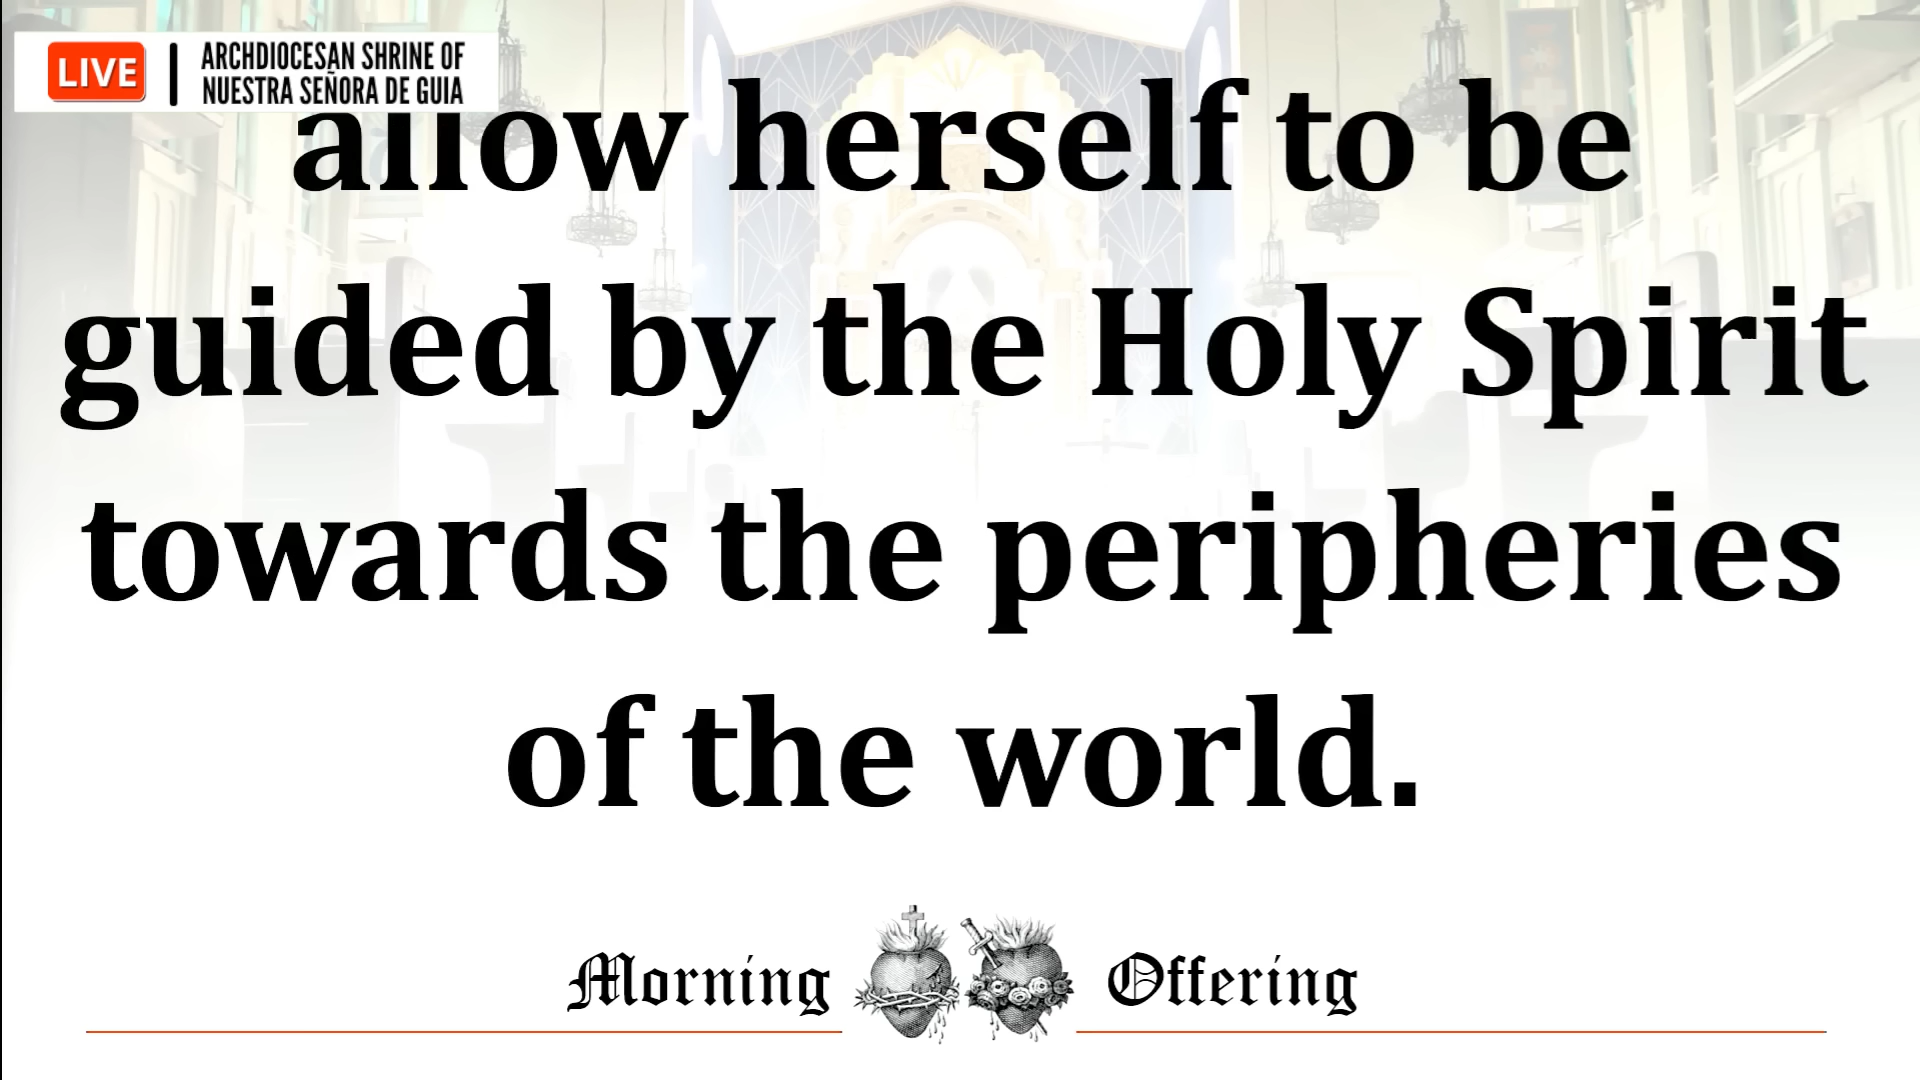 LIVE
ARCHDIOCESAN SHRINE OF
NUESTRA SEÑORA DE GUIA
allow herself to be
guided by the Holy Spirit
towards the peripheries
of the world.
Morning Offering